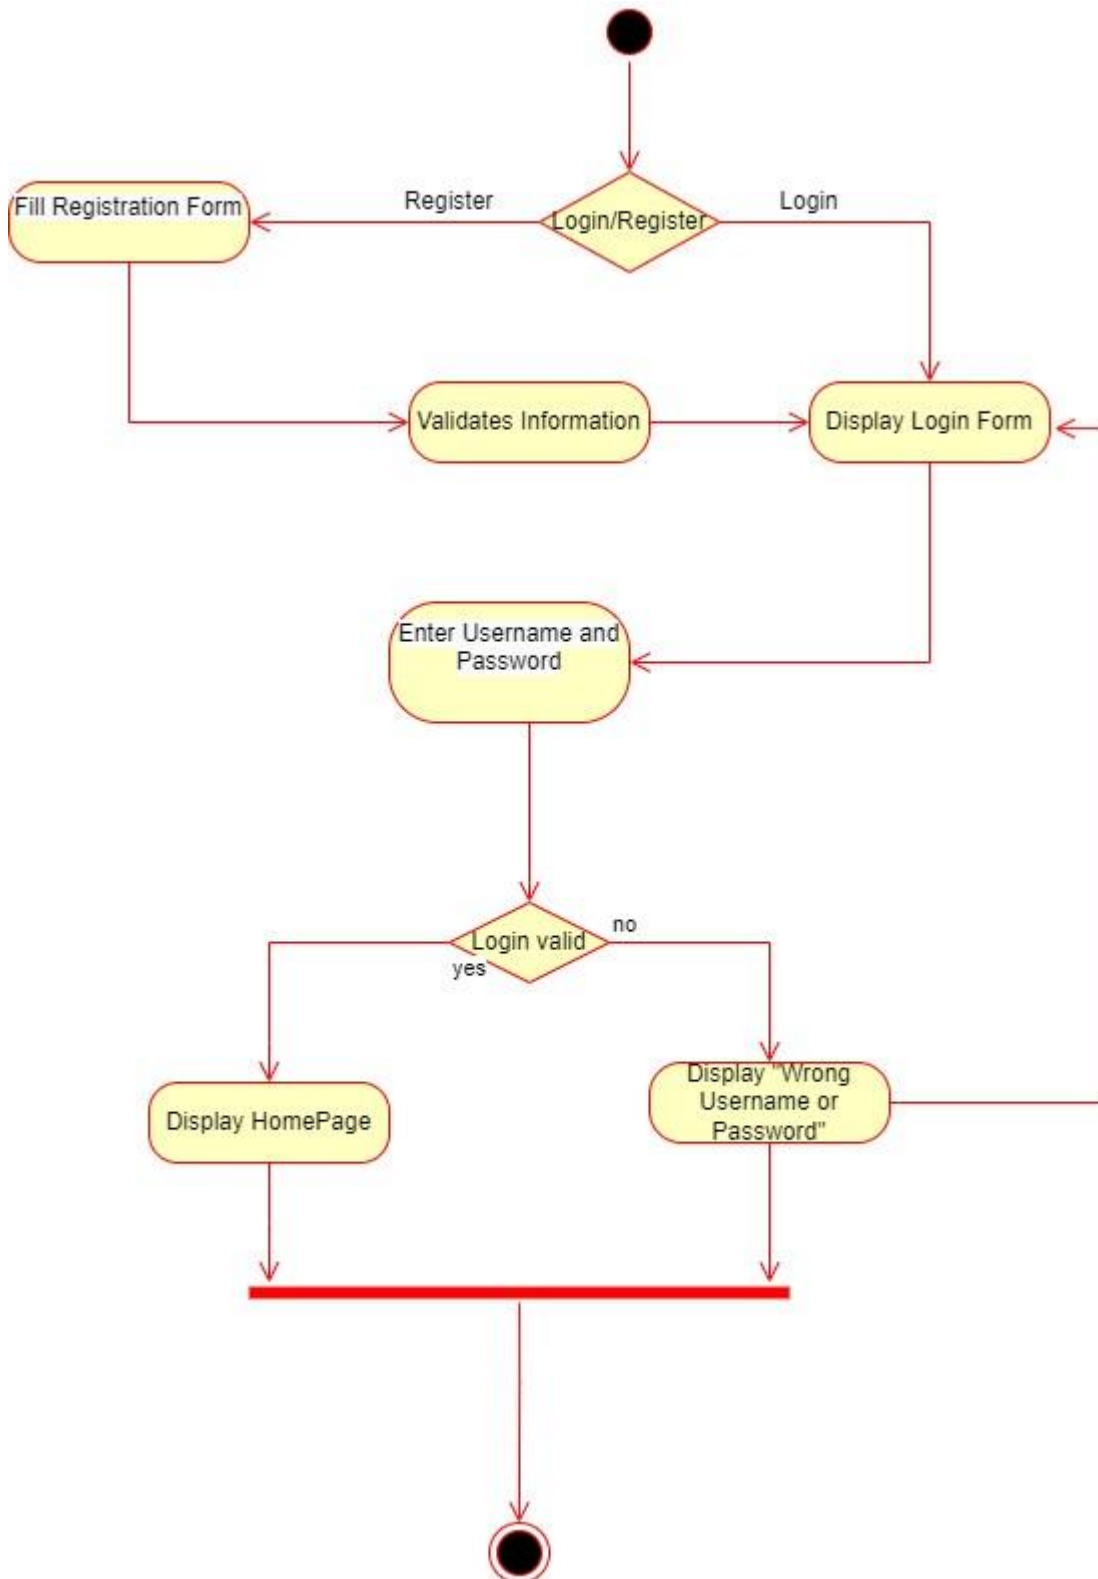 Register
Login
Fill Registration Form
Login/Register
Validates Information
Display Login Form
Enter Username and
Password
no
Login valid
yes
Display "Wrong
Username or
Password"
Display HomePage